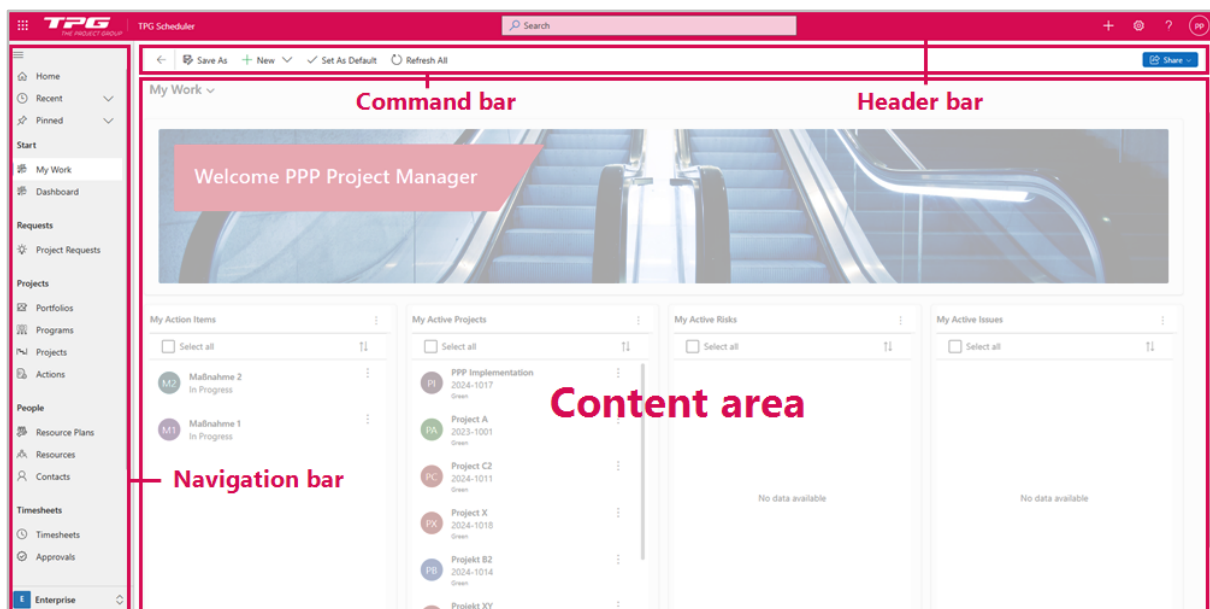 TPG
THE PROJECT GROUP
TPG Scheduler
Search
PP
Save As
New
Set As Default
Refresh All
Share
Command bar
Header bar
Home
Recent
Pinned
Start
My Work
Dashboard
Requests
Project Requests
Projects
Portfolios
Programs
Projects
Actions
People
Resource Plans
Resources
Contacts
Timesheets
Timesheets
Approvals
E Enterprise
Navigation bar
My Work
Welcome PPP Project Manager
Content area
My Action Items
Select all
M2 Maßnahme 2
In Progress
M1 Maßnahme 1
In Progress
My Active Projects
Select all
PI PPP Implementation
2024-1017
Green
PA Project A
2023-1001
Green
PC Project C2
2024-1011
Green
PX Project X
2024-1018
Green
PB Projekt B2
2024-1014
Green
Projekt XY
My Active Risks
Select all
No data available
My Active Issues
Select all
No data available